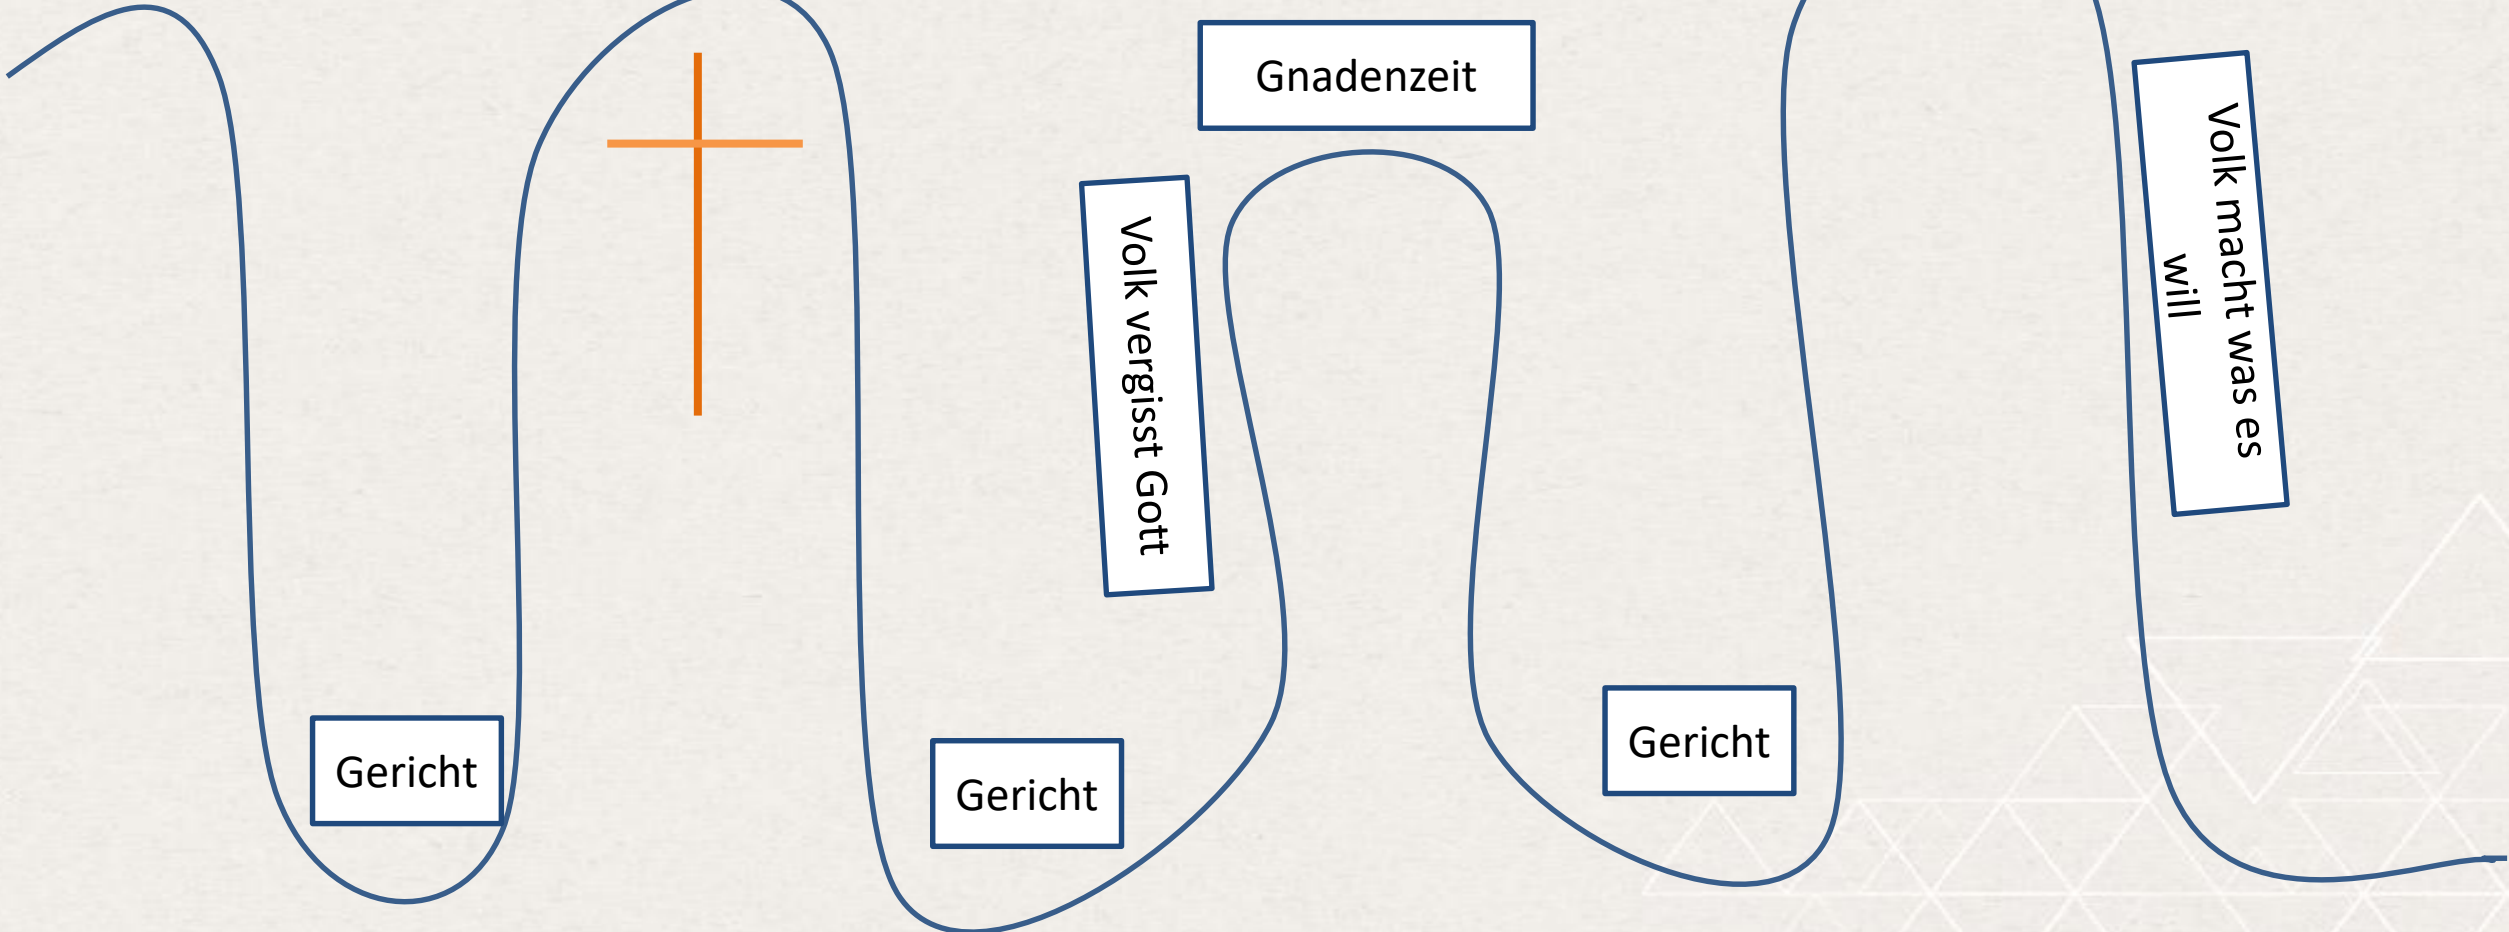 Gericht
Gericht
Volk vergisst Gott
Gnadenzeit
Gericht
Volk macht was es
will